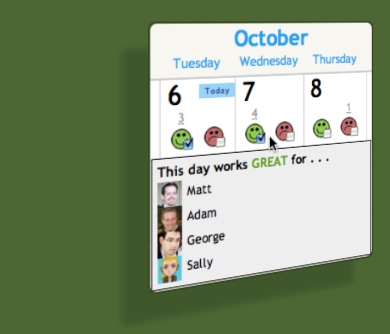 October
Tuesday Wednesday Thursday
6 Today 7 8
3 4 1
This day works GREAT for . . .
Matt
Adam
George
Sally